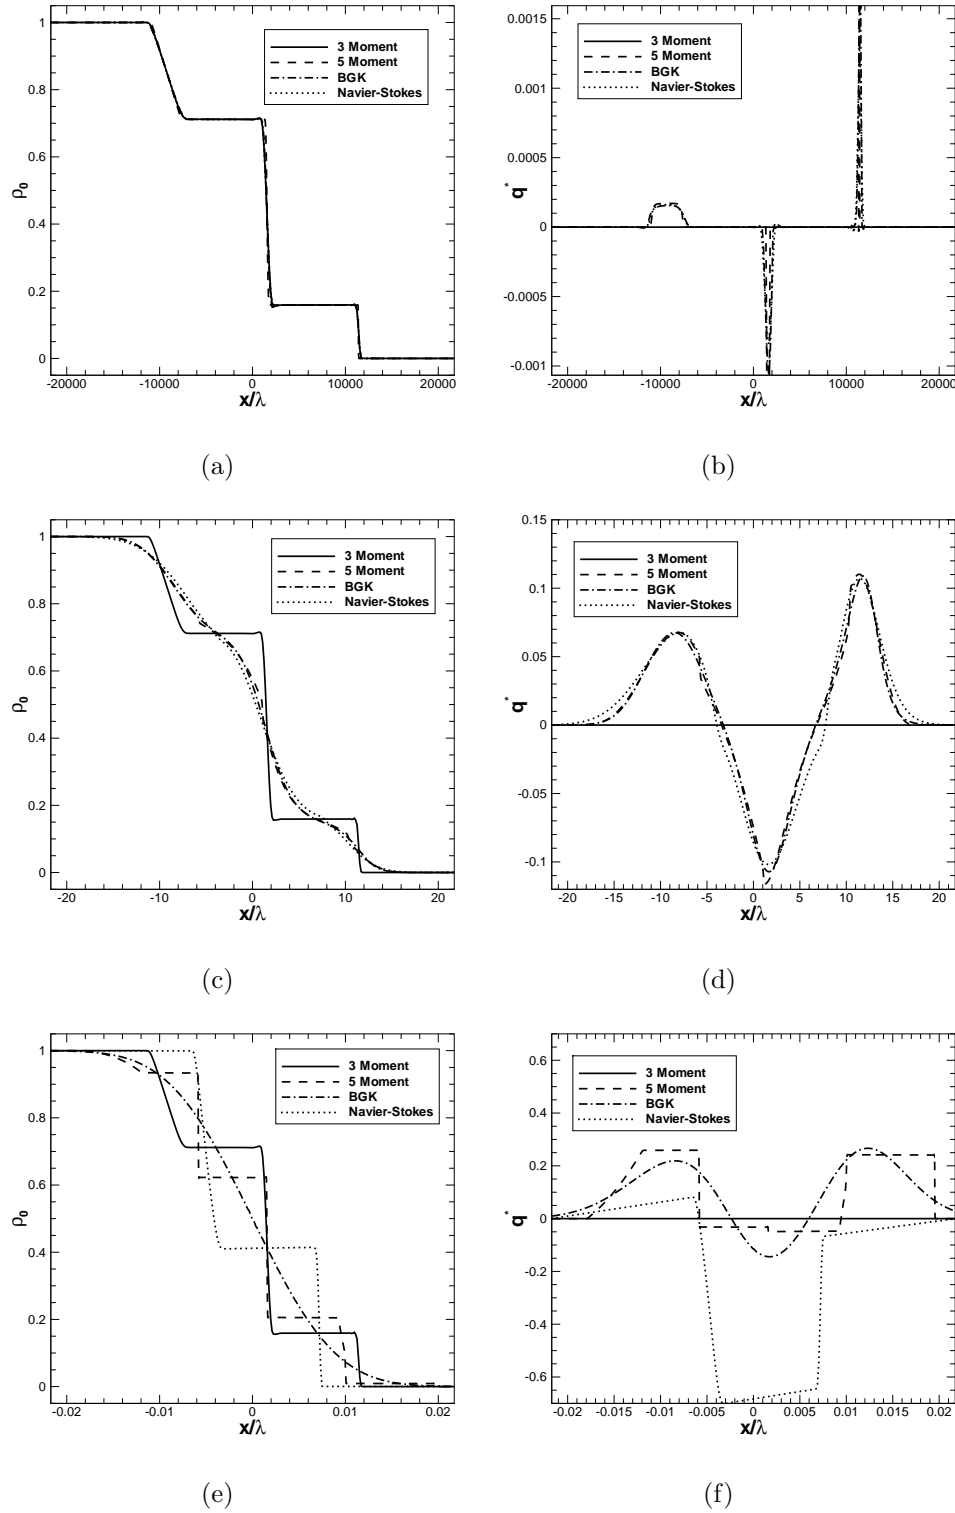 ρ₀
1
0.8
0.6
0.4
0.2
0
-20000 -10000 0 10000 20000
x/λ
3 Moment
5 Moment
BGK
Navier-Stokes
(a)
q*
0.0015
0.001
0.0005
0
-0.0005
-0.001
-20000 -10000 0 10000 20000
x/λ
3 Moment
5 Moment
BGK
Navier-Stokes
(b)
ρ₀
1
0.8
0.6
0.4
0.2
0
-20 -10 0 10 20
x/λ
3 Moment
5 Moment
BGK
Navier-Stokes
(c)
q*
0.15
0.1
0.05
0
-0.05
-0.1
-20 -15 -10 -5 0 5 10 15 20
x/λ
3 Moment
5 Moment
BGK
Navier-Stokes
(d)
ρ₀
1
0.8
0.6
0.4
0.2
0
-0.02 -0.01 0 0.01 0.02
x/λ
3 Moment
5 Moment
BGK
Navier-Stokes
(e)
q*
0.6
0.4
0.2
0
-0.2
-0.4
-0.6
-0.02 -0.015 -0.01 -0.005 0 0.005 0.01 0.015 0.02
x/λ
3 Moment
5 Moment
BGK
Navier-Stokes
(f)